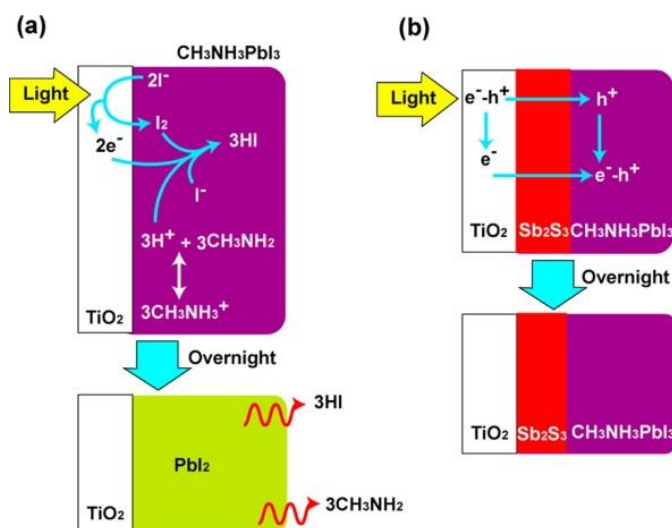 (a)
CH₃NH₃PbI₃
Light
2I⁻
I₂
2e⁻
3HI
I⁻
3H⁺ + 3CH₃NH₂
3CH₃NH₃⁺
TiO₂
Overnight
3HI
PbI₂
TiO₂
3CH₃NH₂
(b)
Light
e⁻-h⁺
h⁺
e⁻
e⁻-h⁺
TiO₂ Sb₂S₃ CH₃NH₃PbI₃
Overnight
TiO₂ Sb₂S₃ CH₃NH₃PbI₃